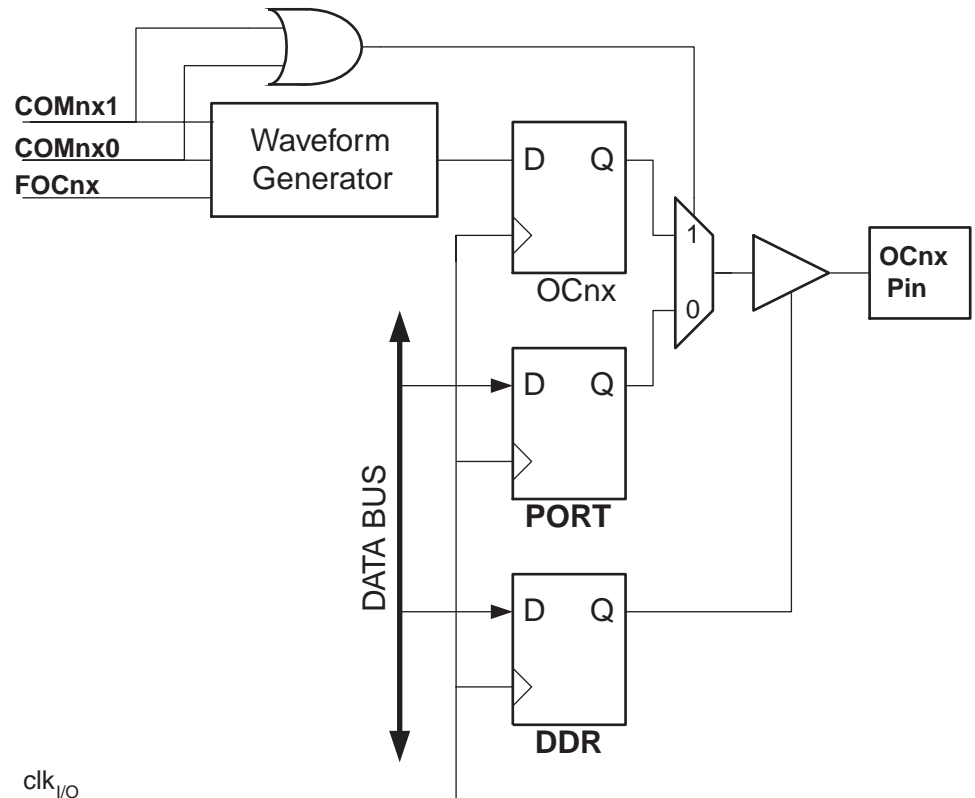 COMnx1
COMnx0
FOCnx
Waveform
Generator
D Q
OCnx
1
0
OCnx
Pin
D Q
PORT
DATA BUS
D Q
DDR
clkI/O